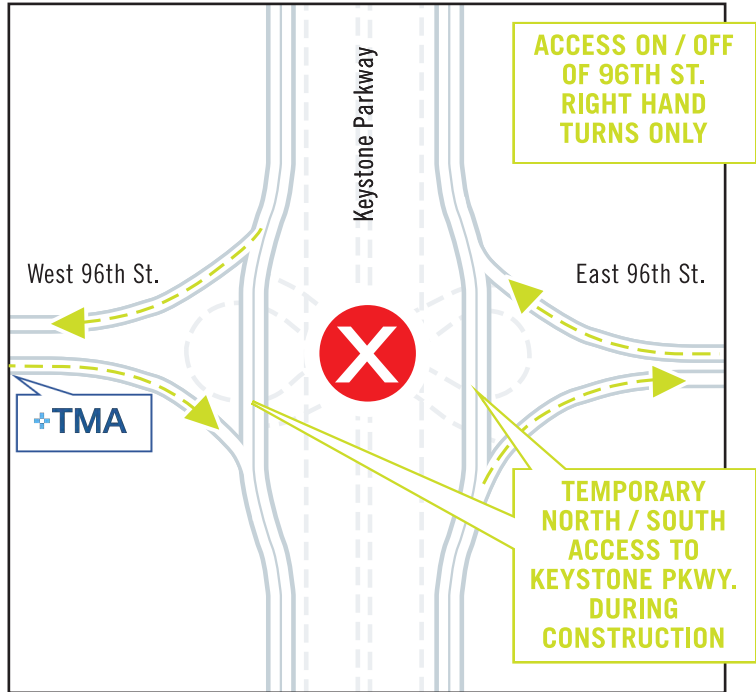 ACCESS ON / OFF
OF 96TH ST.
RIGHT HAND
TURNS ONLY
Keystone Parkway
West 96th St.
East 96th St.
X
TMA
TEMPORARY
NORTH / SOUTH
ACCESS TO
KEYSTONE PKWY.
DURING
CONSTRUCTION